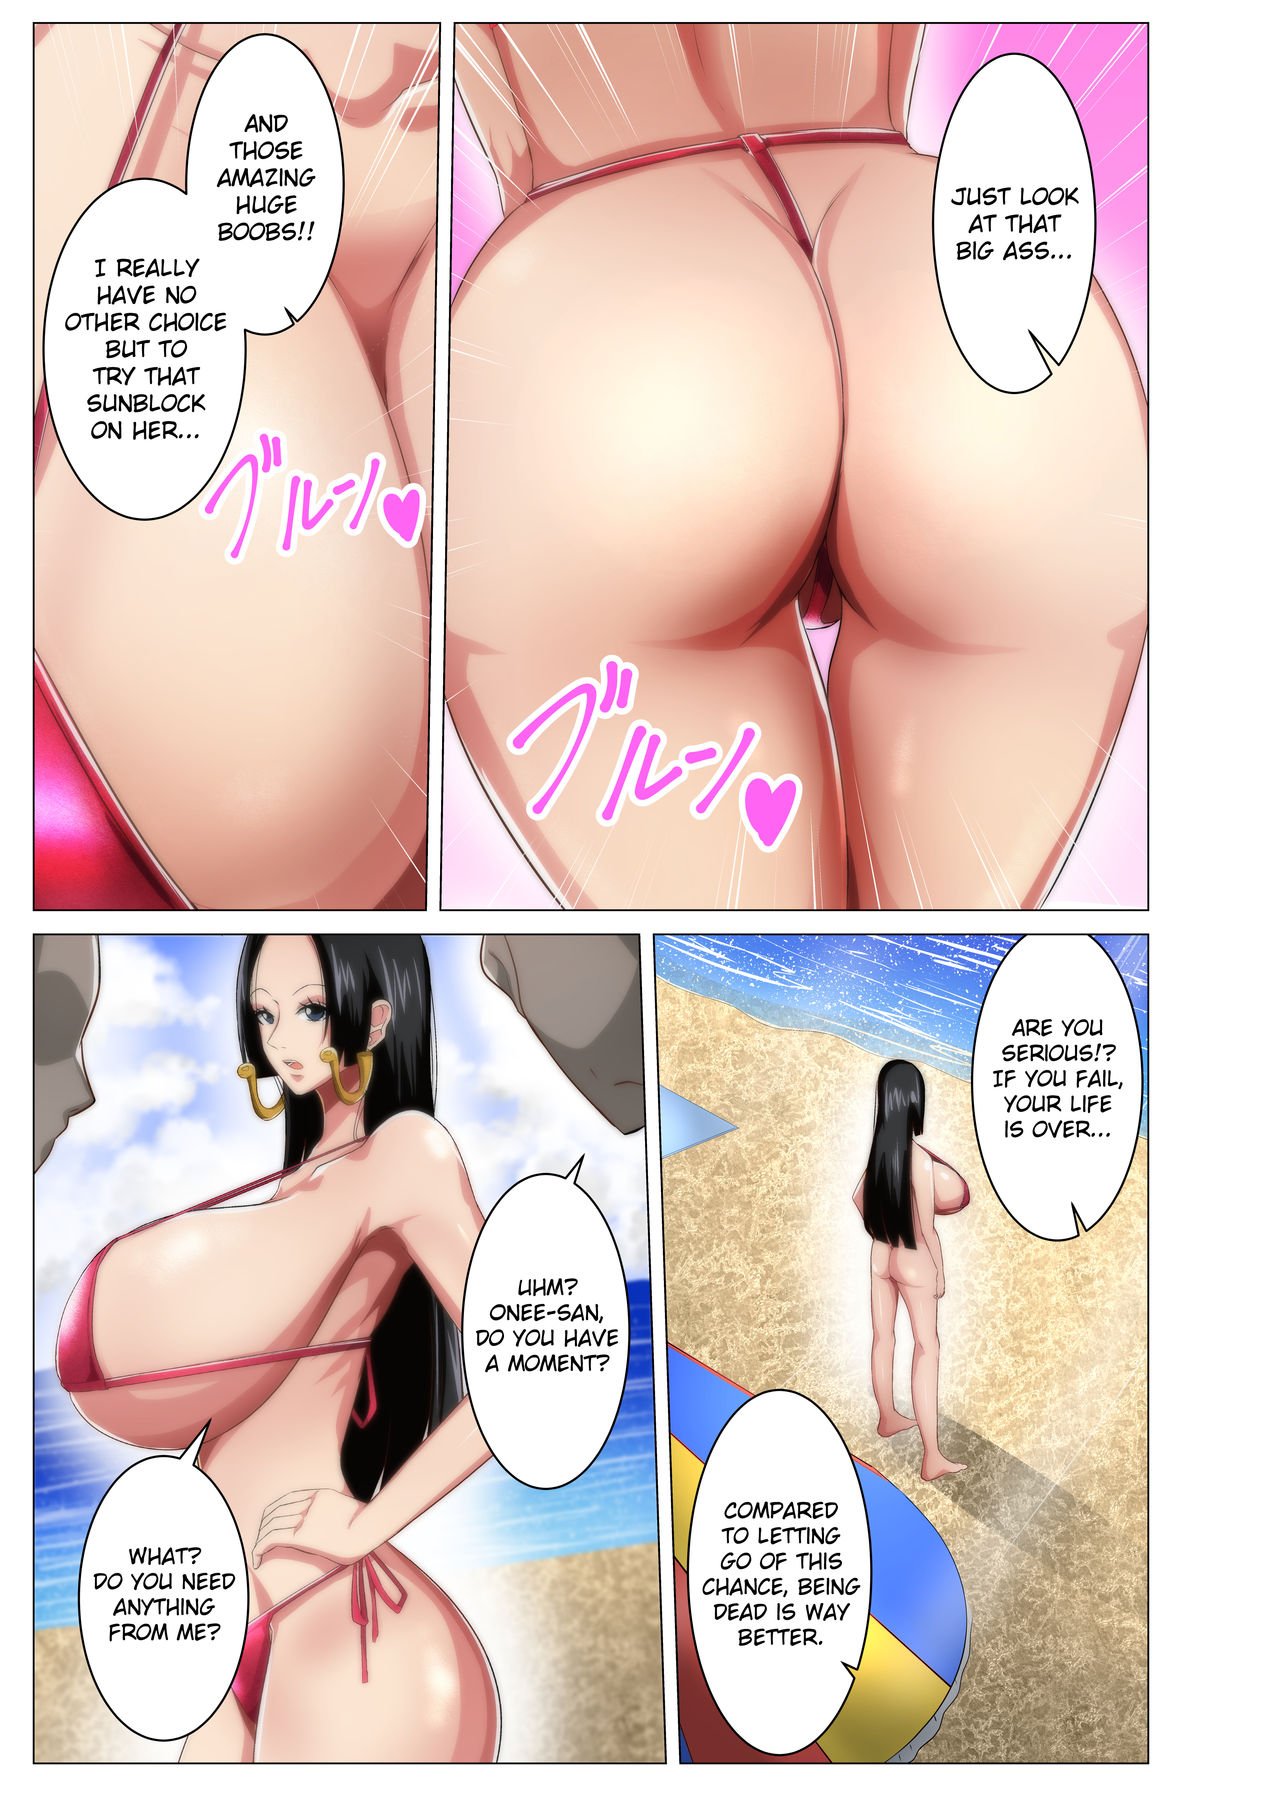 JUST LOOK
AT THAT
BIG ASS...
ブルン♥
AND
THOSE
AMAZING
HUGE
BOOBS!!
I REALLY
HAVE NO
OTHER CHOICE
BUT TO
TRY THAT
SUNBLOCK
ON HER...
ブルン♥
ARE YOU
SERIOUS!?
IF YOU FAIL,
YOUR LIFE
IS OVER...
COMPARED
TO LETTING
GO OF THIS
CHANCE, BEING
DEAD IS WAY
BETTER.
UHM?
ONEE-SAN,
DO YOU HAVE
A MOMENT?
WHAT?
DO YOU NEED
ANYTHING
FROM ME?